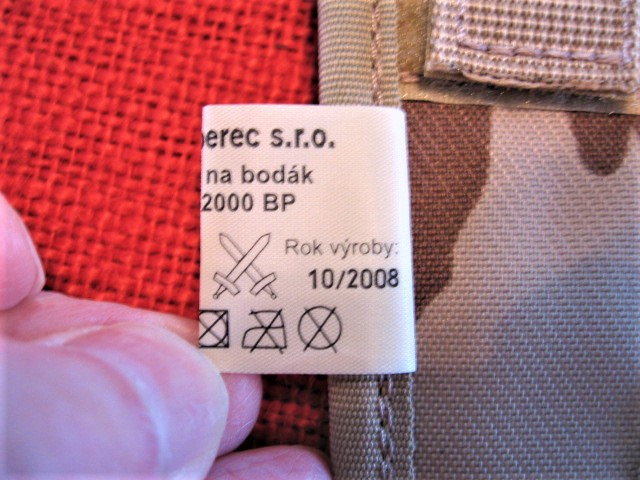 erec s.r.o.
na bodák
2000 BP
Rok výroby:
10/2008